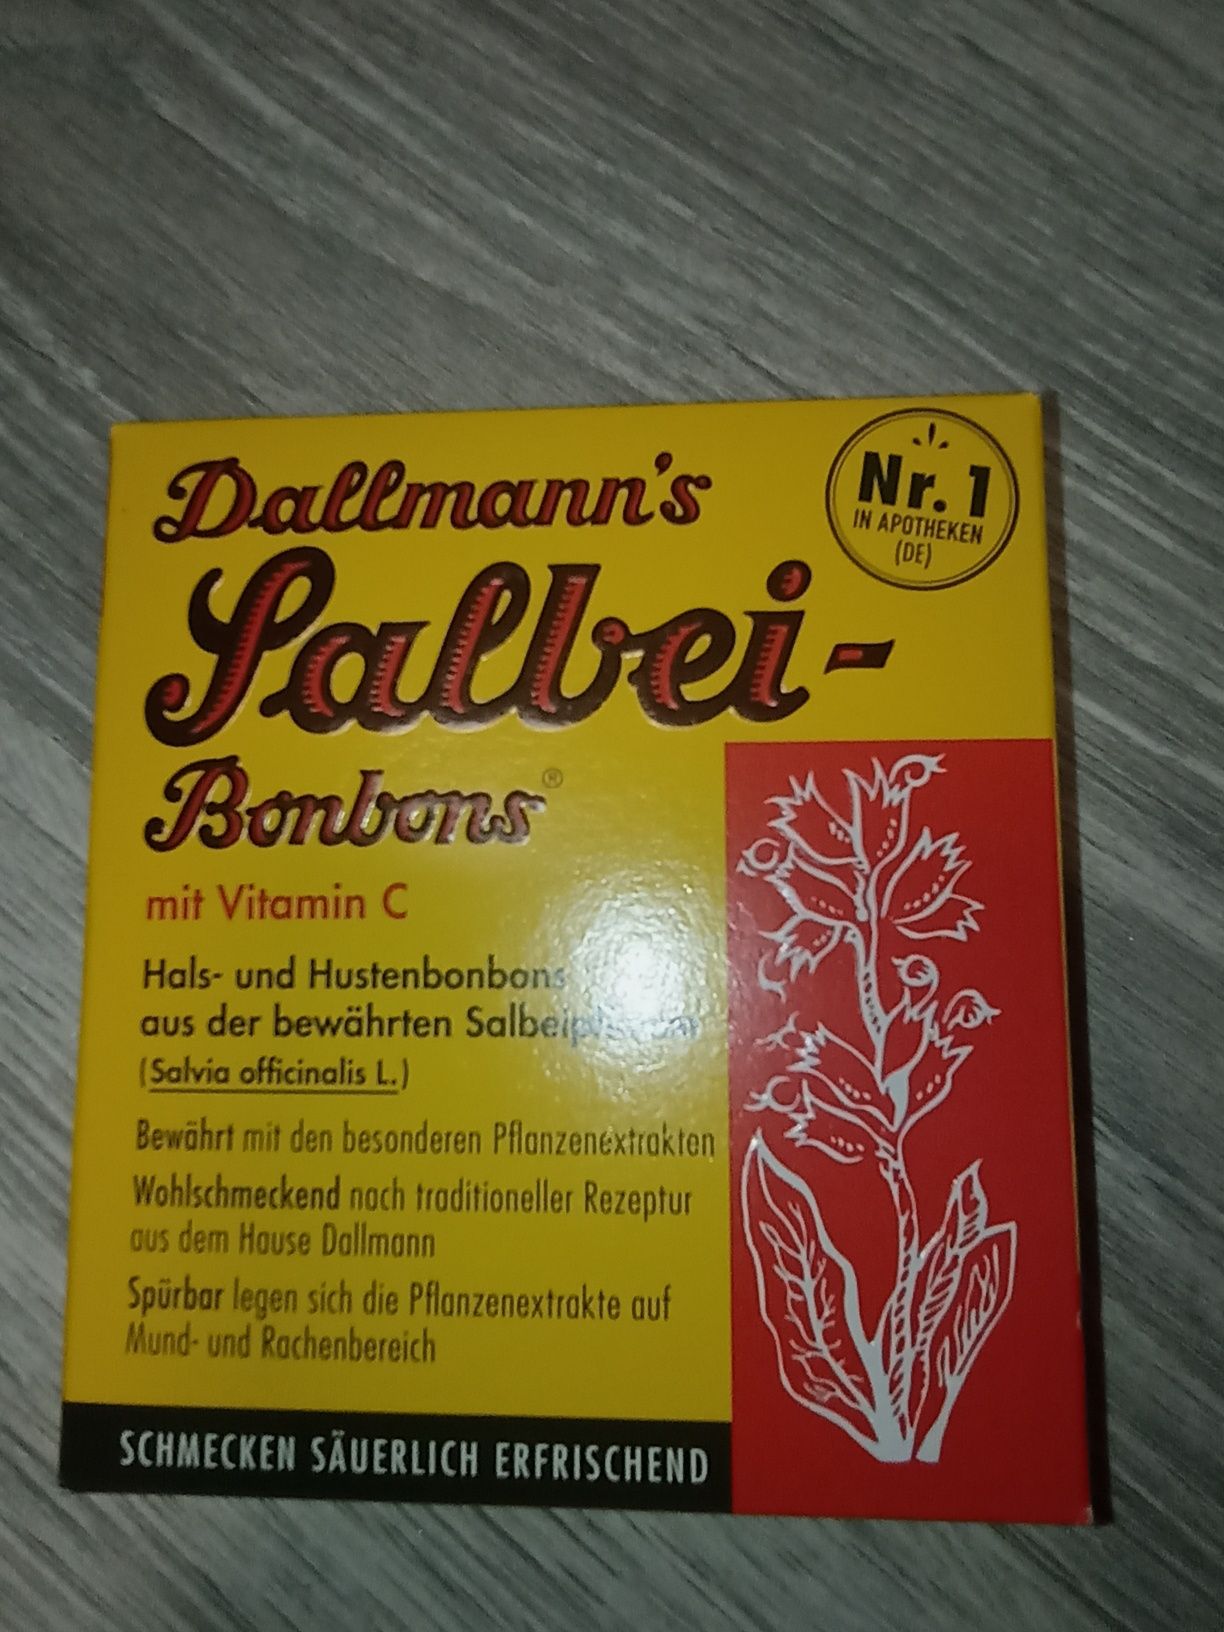 Dallmann's
Nr. 1
IN APOTHEKEN
(DE)
Salbei-
Bonbons®
mit Vitamin C
Hals- und Hustenbonbons
aus der bewährten
(Salvia officinalis L.)
Bewährt mit den besonderen Pflanzenextrakten
Wohlschmeckend nach traditioneller Rezeptur
aus dem Hause Dallmann
Spürbar legen sich die Pflanzenextrakte auf
Mund- und Rachenbereich
SCHMECKEN SÄUERLICH ERFRISCHEND